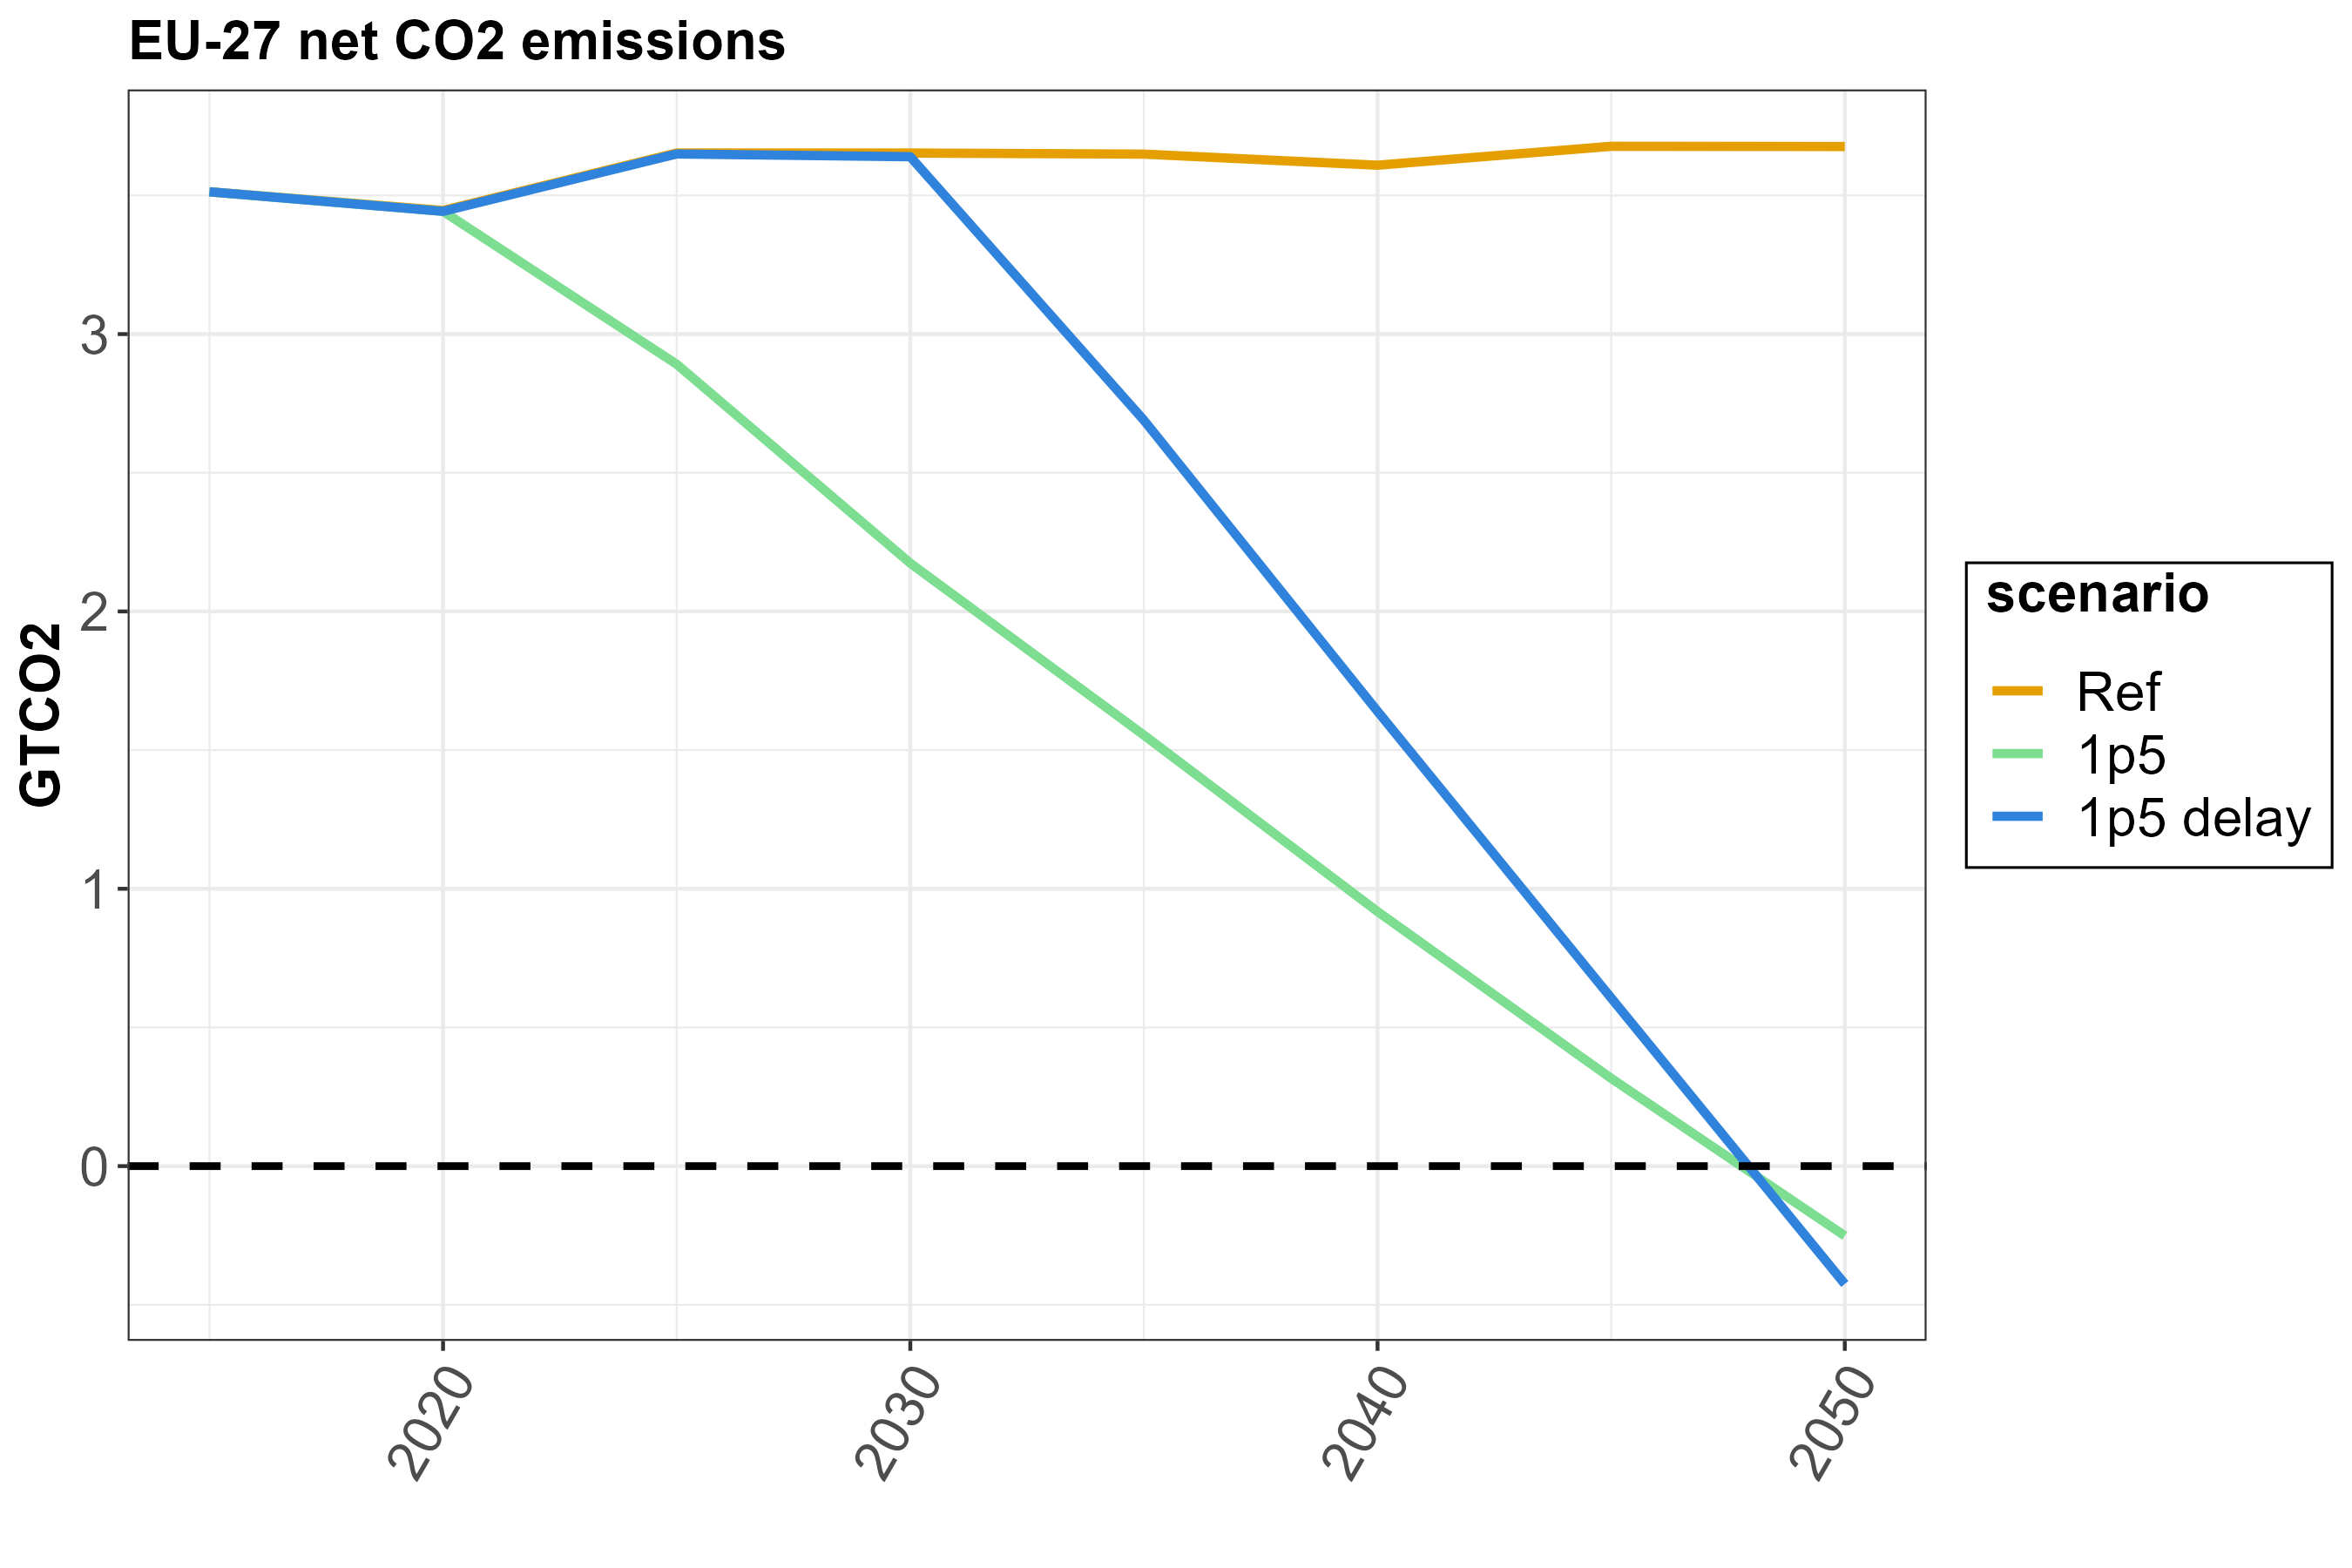 EU-27 net CO2 emissions
GTCO2
3
2
1
0
2020
2030
2040
2050
scenario
Ref
1p5
1p5 delay